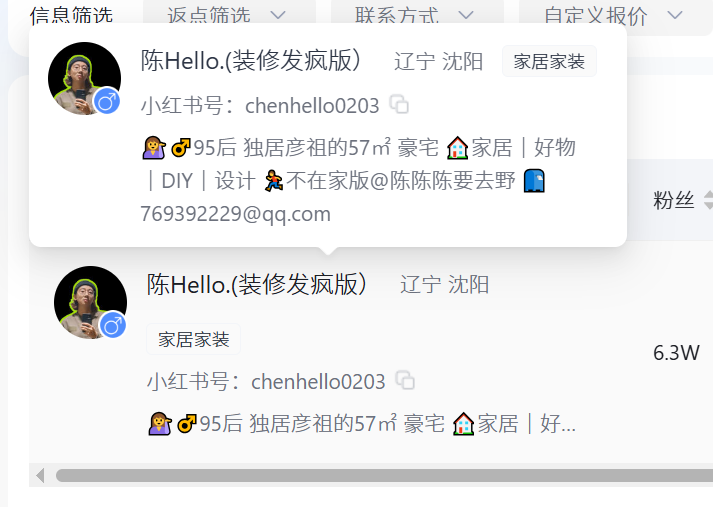 信息筛选 返点筛选 联系方式 自定义报价
陈Hello.(装修发疯版） 辽宁 沈阳 家居家装
小红书号：chenhello0203
🙎‍♀️♂95后 独居彦祖的57㎡ 豪宅 🏠家居｜好物
｜DIY｜设计 🏃不在家版@陈陈陈要去野 📪
769392229@qq.com
粉丝
陈Hello.(装修发疯版） 辽宁 沈阳
家居家装
6.3W
小红书号：chenhello0203
🙎‍♀️♂95后 独居彦祖的57㎡ 豪宅 🏠家居｜好...